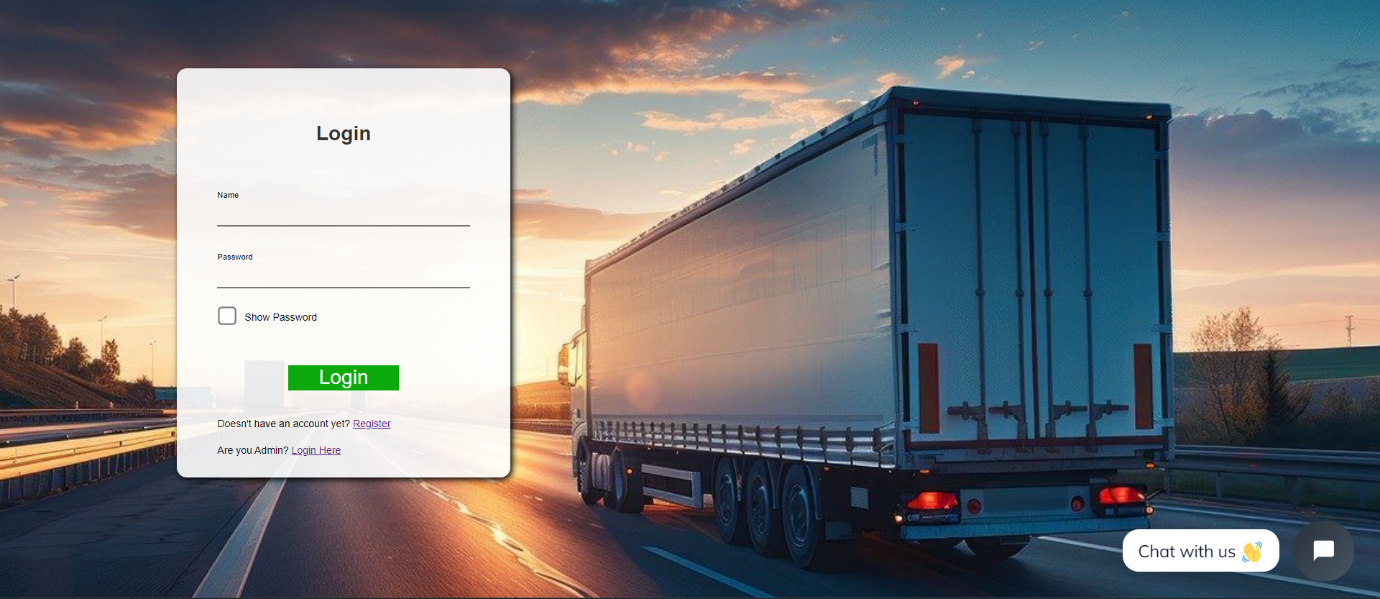 Login
Name
Password
Show Password
Login
Doesn't have an account yet? Register
Are you Admin? Login Here
Chat with us 👋